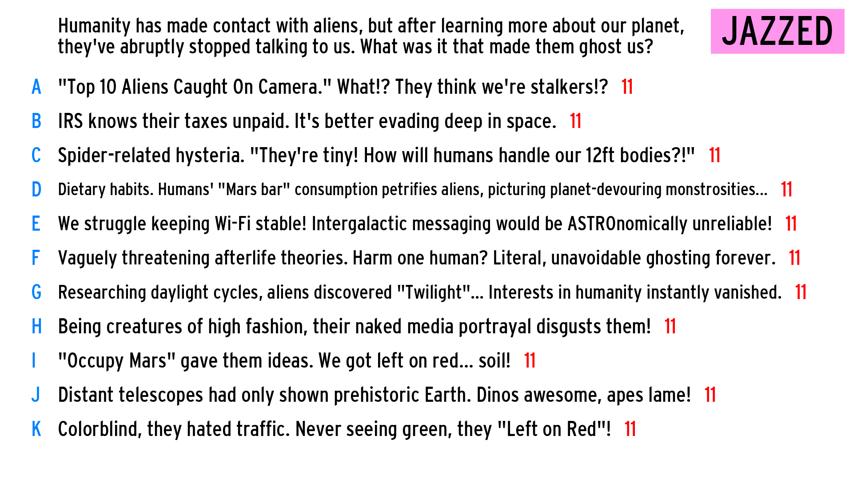 Humanity has made contact with aliens, but after learning more about our planet,
they've abruptly stopped talking to us. What was it that made them ghost us?
JAZZED
A "Top 10 Aliens Caught On Camera." What!? They think we're stalkers!? 11
B IRS knows their taxes unpaid. It's better evading deep in space. 11
C Spider-related hysteria. "They're tiny! How will humans handle our 12ft bodies?!" 11
D Dietary habits. Humans' "Mars bar" consumption petrifies aliens, picturing planet-devouring monstrosities... 11
E We struggle keeping Wi-Fi stable! Intergalactic messaging would be ASTROnomically unreliable! 11
F Vaguely threatening afterlife theories. Harm one human? Literal, unavoidable ghosting forever. 11
G Researching daylight cycles, aliens discovered "Twilight"... Interests in humanity instantly vanished. 11
H Being creatures of high fashion, their naked media portrayal disgusts them! 11
I "Occupy Mars" gave them ideas. We got left on red... soil! 11
J Distant telescopes had only shown prehistoric Earth. Dinos awesome, apes lame! 11
K Colorblind, they hated traffic. Never seeing green, they "Left on Red"! 11